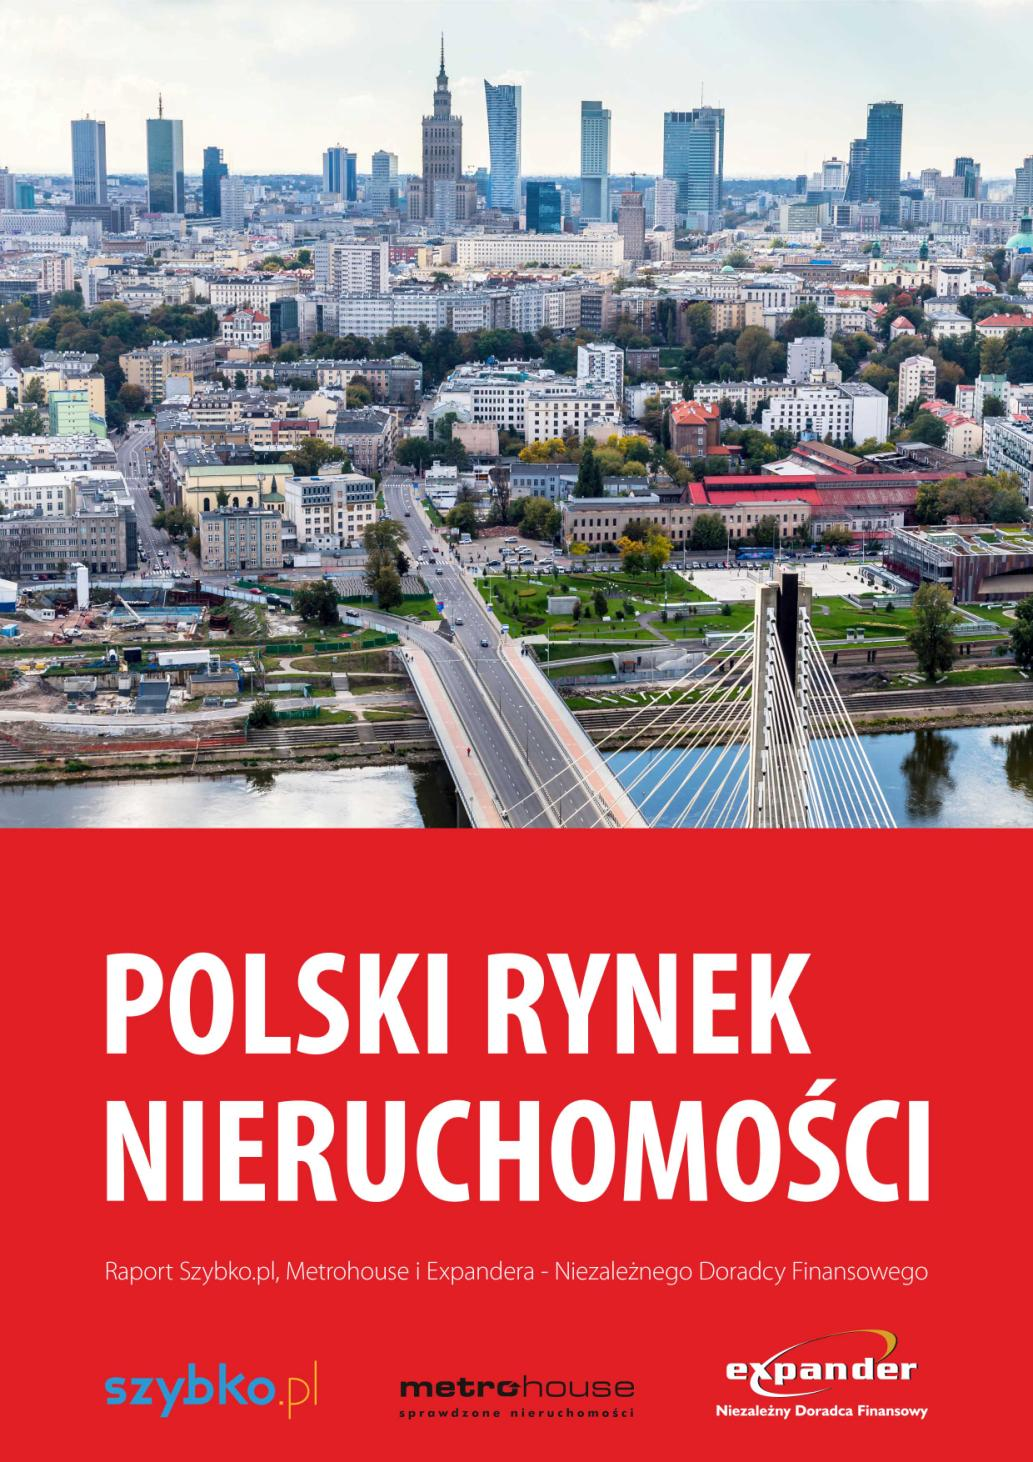 POLSKI RYNEK
NIERUCHOMOŚCI
Raport Szybko.pl, Metrohouse i Expandera - Niezależnego Doradcy Finansowego
szybko.pl
metrohouse
sprawdzone nieruchomości
expander
Niezależny Doradca Finansowy